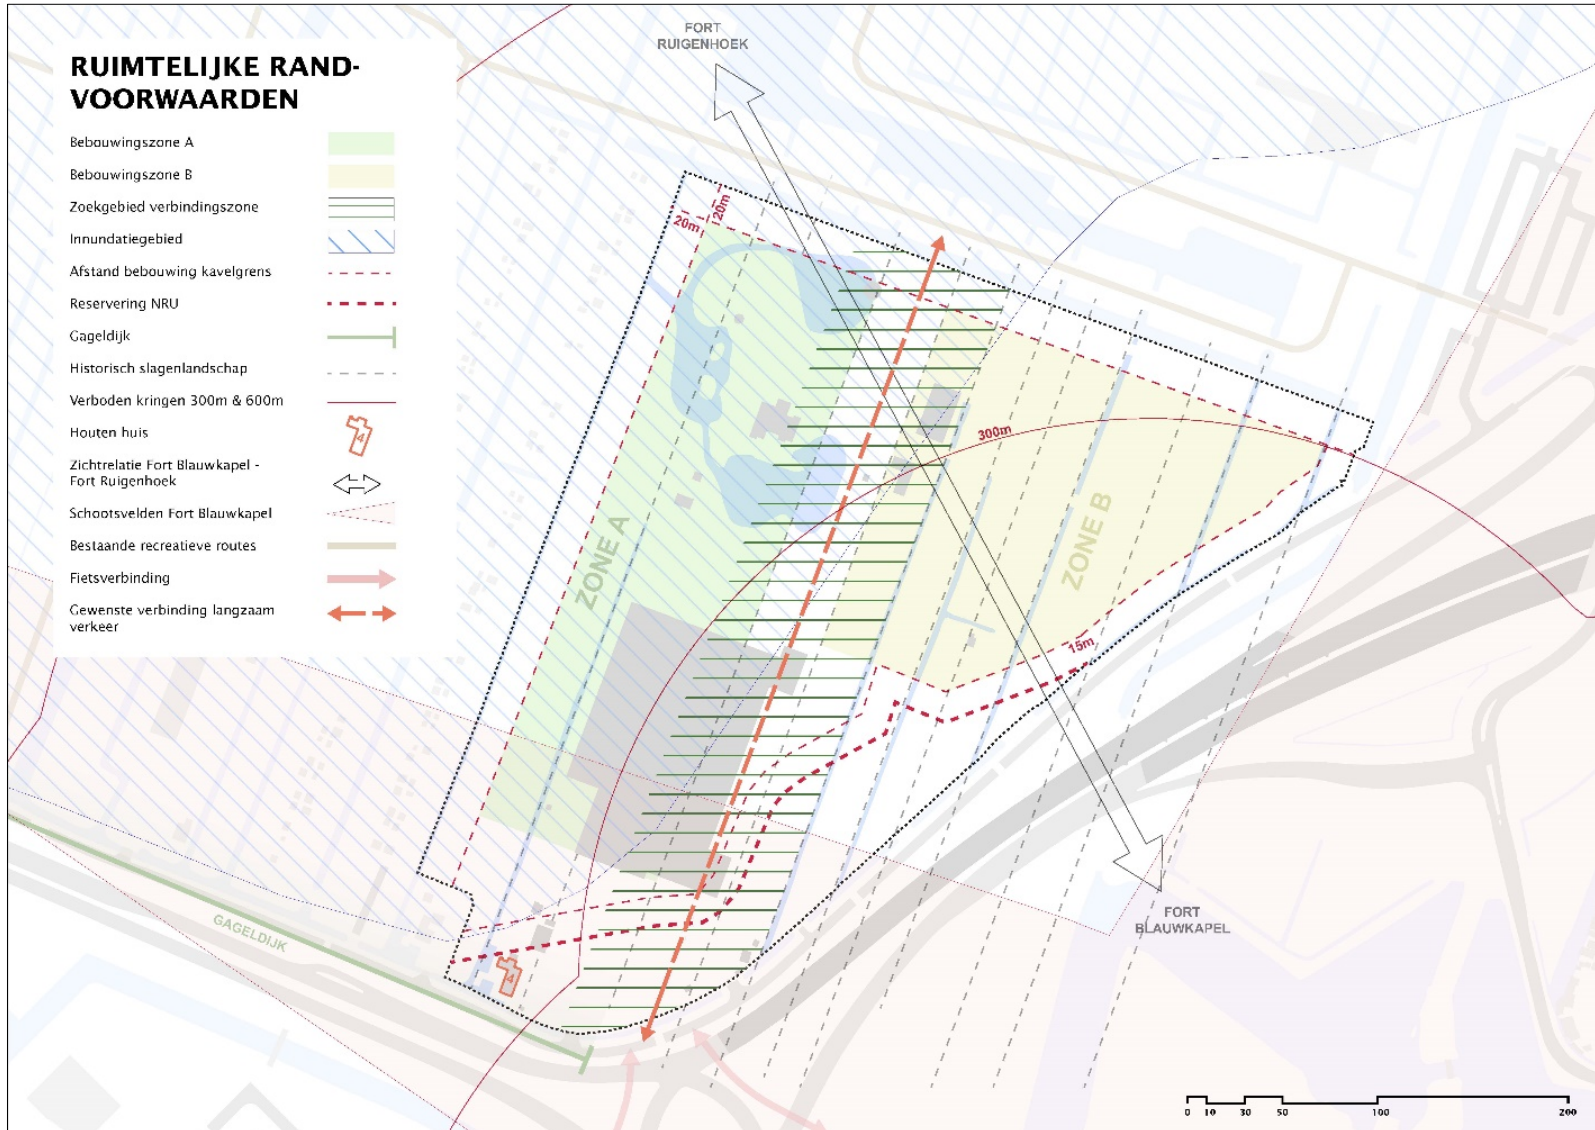 RUIMTELIJKE RAND-
VOORWAARDEN
Bebouwingszone A
Bebouwingszone B
Zoekgebied verbindingszone
Innundatiegebied
Afstand bebouwing kavelgrens
Reservering NRU
Gageldijk
Historisch slagenlandschap
Verboden kringen 300m & 600m
Houten huis
Zichtrelatie Fort Blauwkapel -
Fort Ruigenhoek
Schootsvelden Fort Blauwkapel
Bestaande recreatieve routes
Fietsverbinding
Gewenste verbinding langzaam
verkeer
FORT
RUIGENHOEK
20m
20m
300m
ZONE A
ZONE B
15m
GAGELDIJK
FORT
BLAUWKAPEL
0 10 30 50 100 200